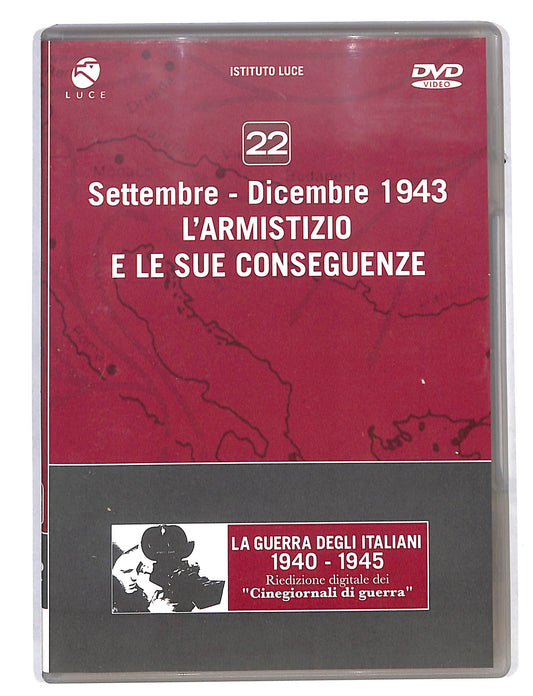 LUCE
ISTITUTO LUCE
DVD
VIDEO
22
Settembre - Dicembre 1943
L'ARMISTIZIO
E LE SUE CONSEGUENZE
LA GUERRA DEGLI ITALIANI
1940 - 1945
Riedizione digitale dei
"Cinegiornali di guerra"